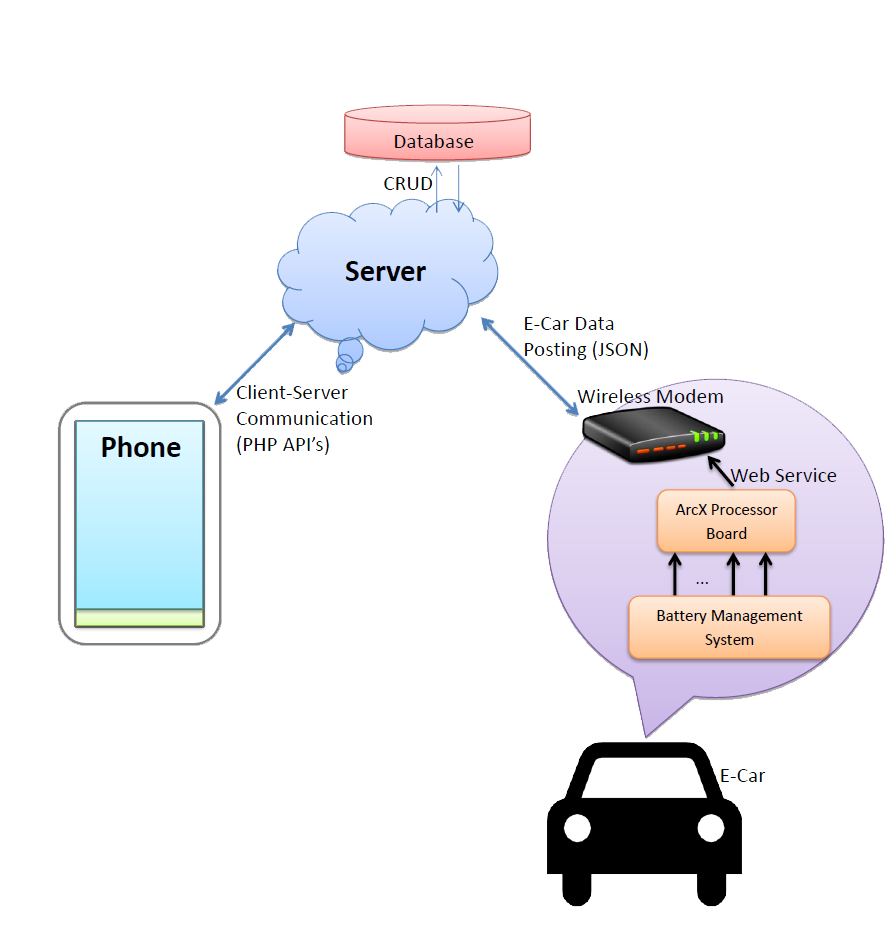 Database
CRUD
Server
E-Car Data
Posting (JSON)
Client-Server
Communication
(PHP API's)
Wireless Modem
Phone
Web Service
ArcX Processor
Board
...
Battery Management
System
E-Car